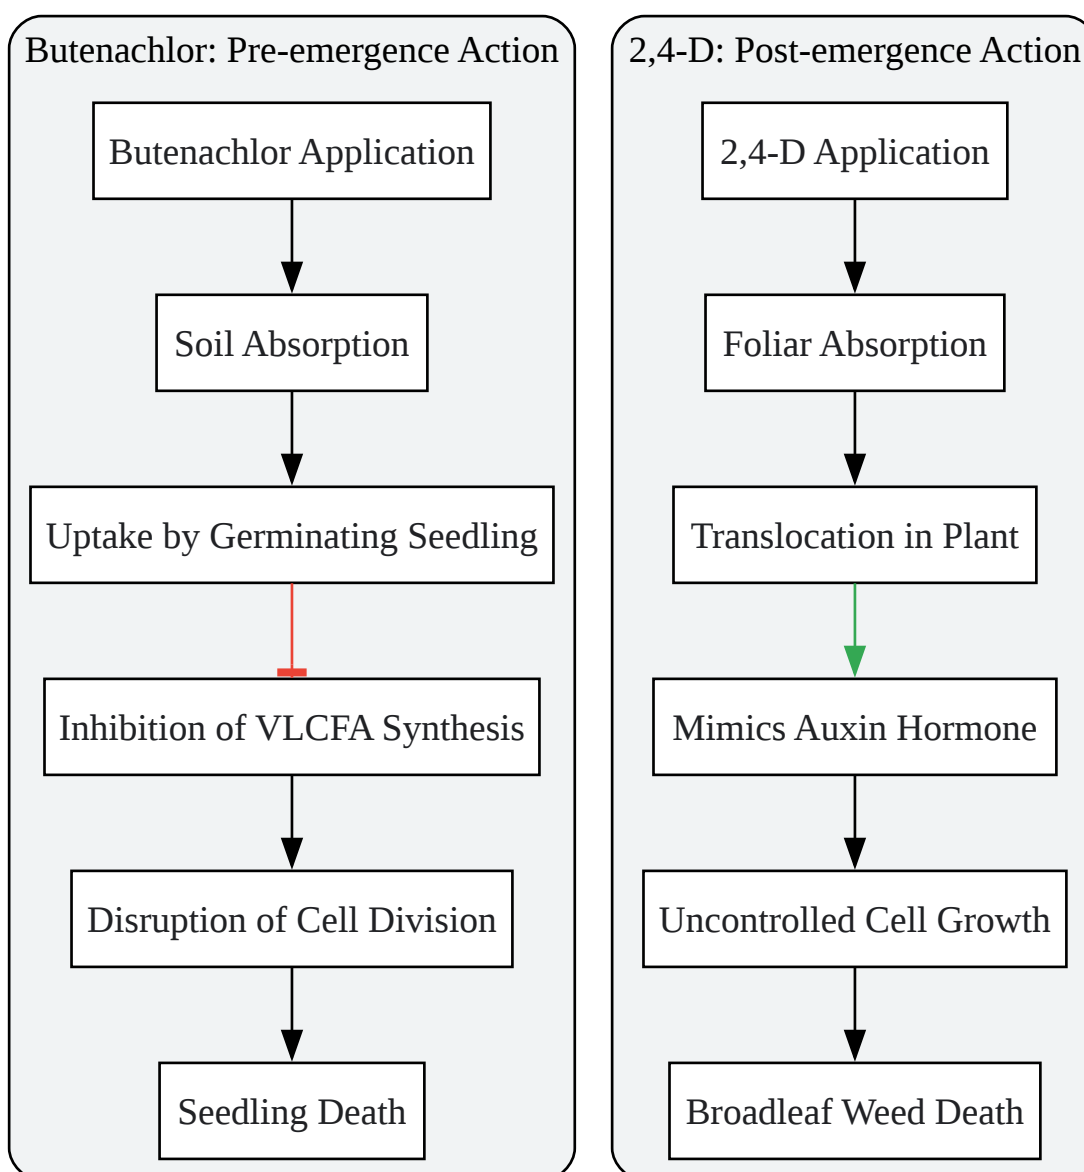 Butenachlor: Pre-emergence Action
Butenachlor Application
Soil Absorption
Uptake by Germinating Seedling
Inhibition of VLCFA Synthesis
Disruption of Cell Division
Seedling Death
2,4-D: Post-emergence Action
2,4-D Application
Foliar Absorption
Translocation in Plant
Mimics Auxin Hormone
Uncontrolled Cell Growth
Broadleaf Weed Death